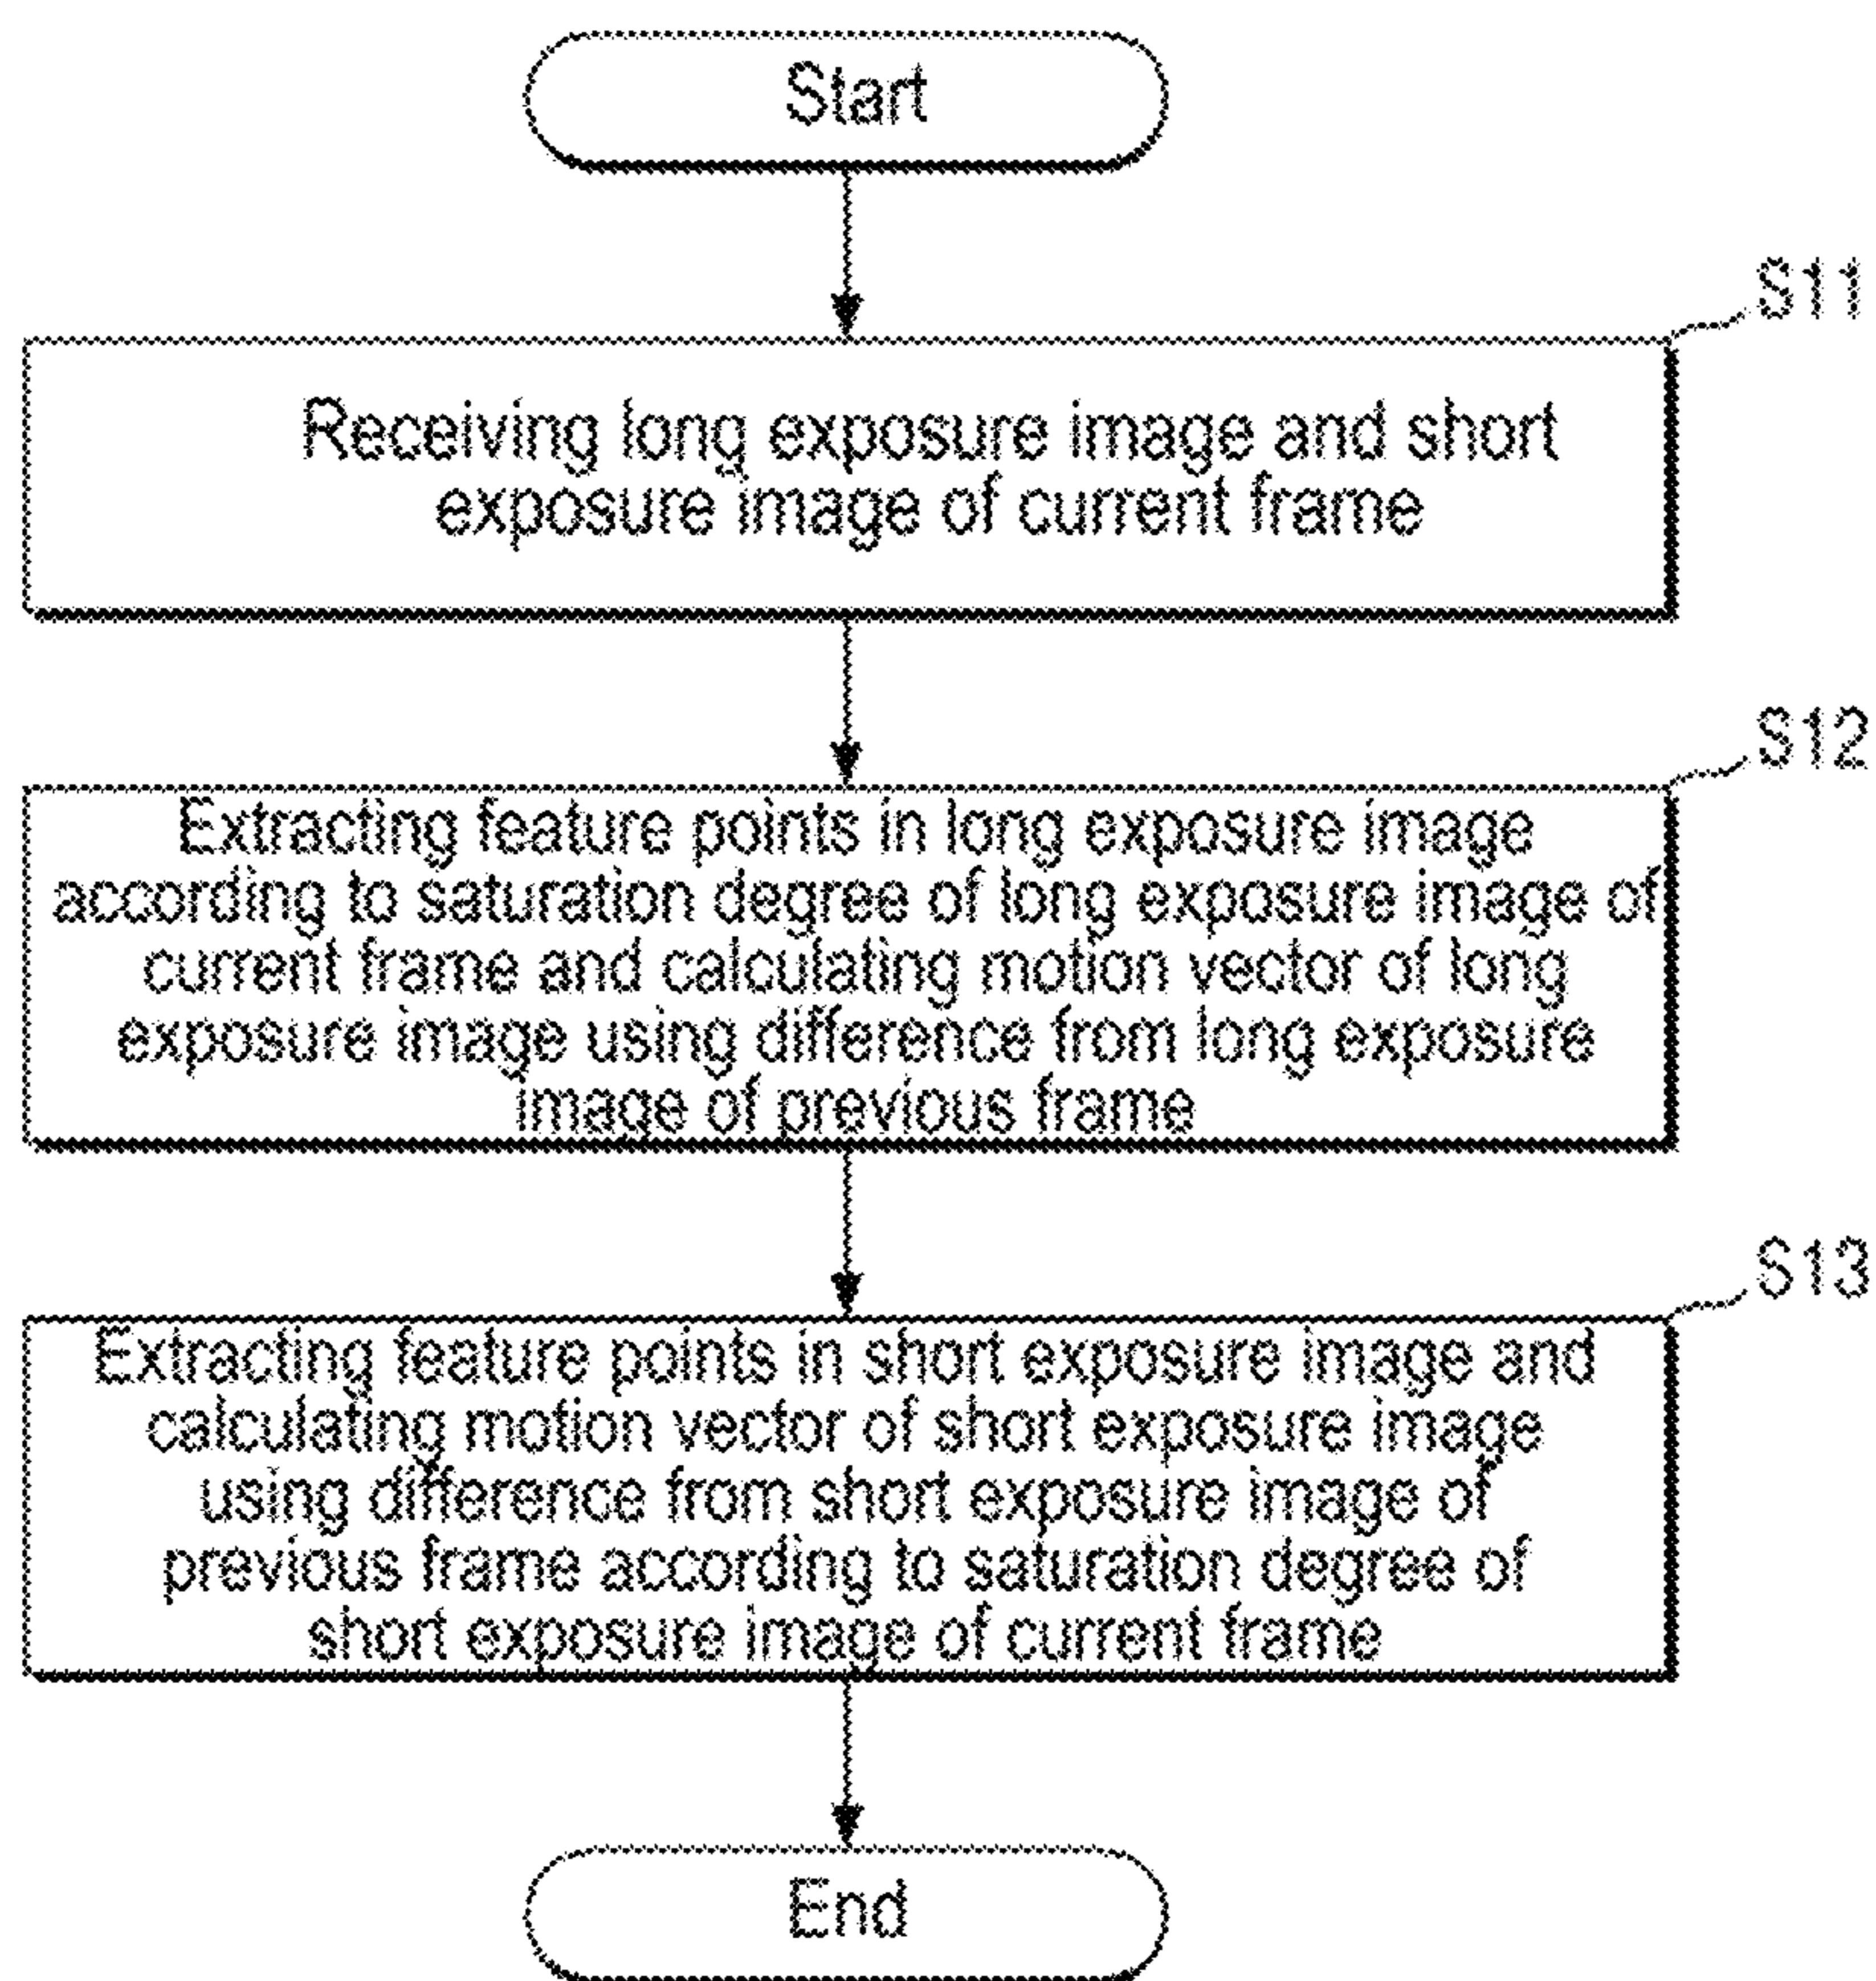 Start
S11
Receiving long exposure image and short
exposure image of current frame
S12
Extracting feature points in long exposure image
according to saturation degree of long exposure image of
current frame and calculating motion vector of long
exposure image using difference from long exposure
image of previous frame
S13
Extracting feature points in short exposure image and
calculating motion vector of short exposure image
using difference from short exposure image of
previous frame according to saturation degree of
short exposure image of current frame
End